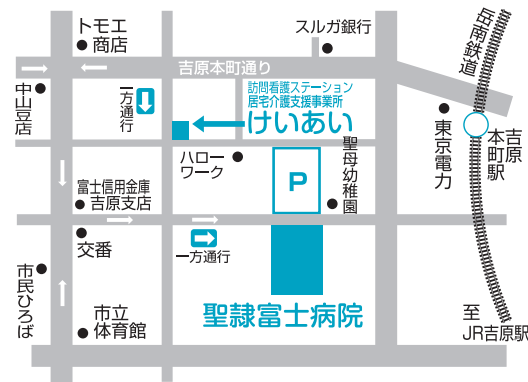 トモエ
商店
スルガ銀行
岳南鉄道
吉原本町通り
中山豆店
一方
通行
訪問看護ステーション
居宅介護支援事業所
けいあい
東京電力
吉原
本町駅
ハロー
ワーク
聖母幼稚園
P
富士信用金庫
吉原支店
交番
一方通行
市民ひろば
市立
体育館
聖隷富士病院
至
JR吉原駅